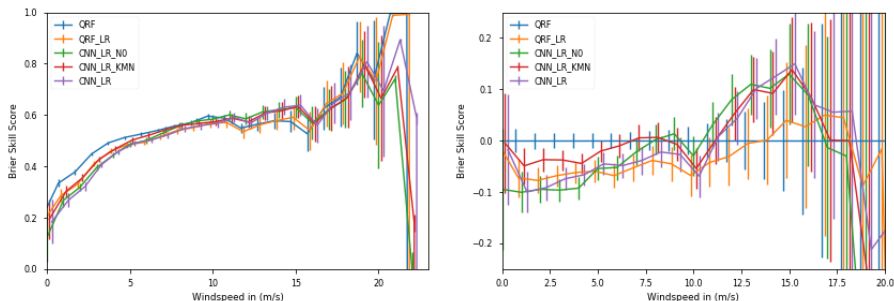 QRF
QRF_LR
CNN_LR_N0
CNN_LR_KMN
CNN_LR
Brier Skill Score
1.0
0.8
0.6
0.4
0.2
0.0
0
5
10
15
20
Windspeed in (m/s)
QRF
QRF_LR
CNN_LR_N0
CNN_LR_KMN
CNN_LR
Brier Skill Score
0.2
0.1
0.0
−0.1
−0.2
0.0
2.5
5.0
7.5
10.0
12.5
15.0
17.5
20.0
Windspeed in (m/s)